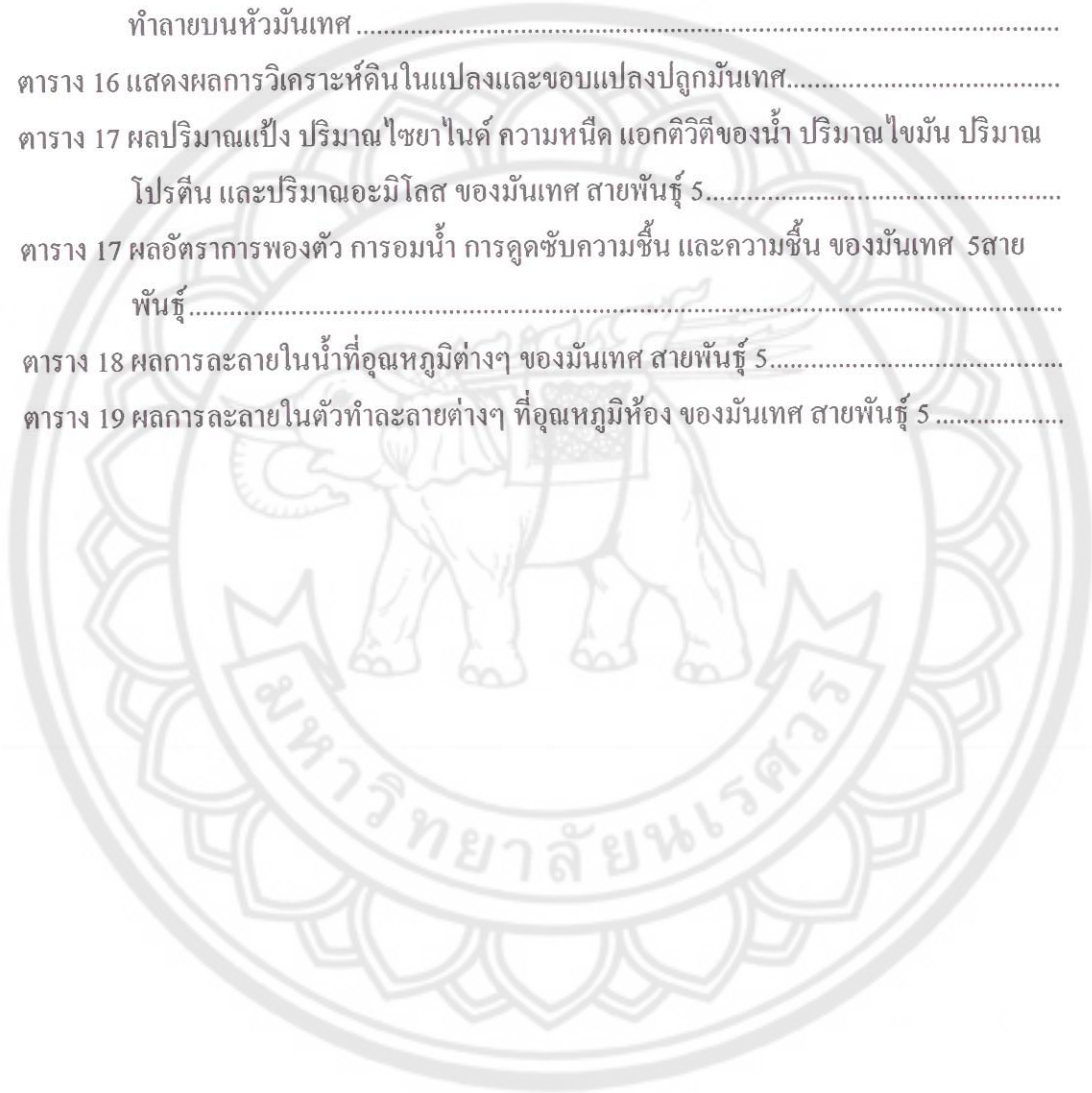 ทำลายบนหัวมันเทศ ................................................................................
ตาราง 16 แสดงผลการวิเคราะห์ดินในแปลงและขอบแปลงปลูกมันเทศ....................................
ตาราง 17 ผลปริมาณแป้ง ปริมาณไซยาไนด์ ความหนืด แอกติวิตีของน้ำ ปริมาณไขมัน ปริมาณ
โปรตีน และปริมาณอะมิโลส ของมันเทศ สายพันธุ์ 5................................................
ตาราง 17 ผลอัตราการพองตัว การอมน้ำ การดูดซับความชื้น และความชื้น ของมันเทศ 5สาย
พันธุ์................................................................................................
ตาราง 18 ผลการละลายในน้ำที่อุณหภูมิต่างๆ ของมันเทศ สายพันธุ์ 5.......................................
ตาราง 19 ผลการละลายในตัวทำละลายต่างๆ ที่อุณหภูมิห้อง ของมันเทศ สายพันธุ์ 5 .................
มหาวิทยาลัยนเรศวร